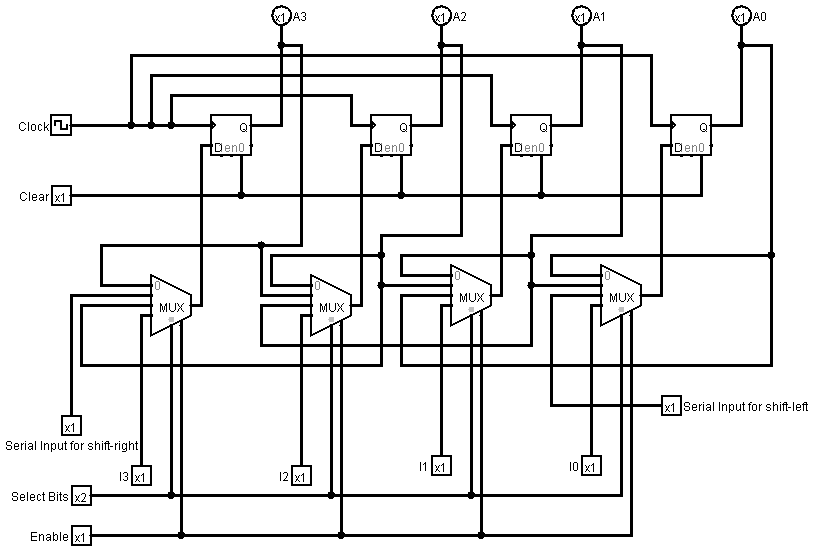 x1 A3 x1 A2 x1 A1 x1 A0
Clock
Q Q Q Q
D en0 D en0 D en0 D en0
Clear x1
0 0 0 0
MUX MUX MUX MUX
x1 Serial Input for shift-left
x1
Serial Input for shift-right
I3 x1 I2 x1 I1 x1 I0 x1
Select Bits x2
Enable x1